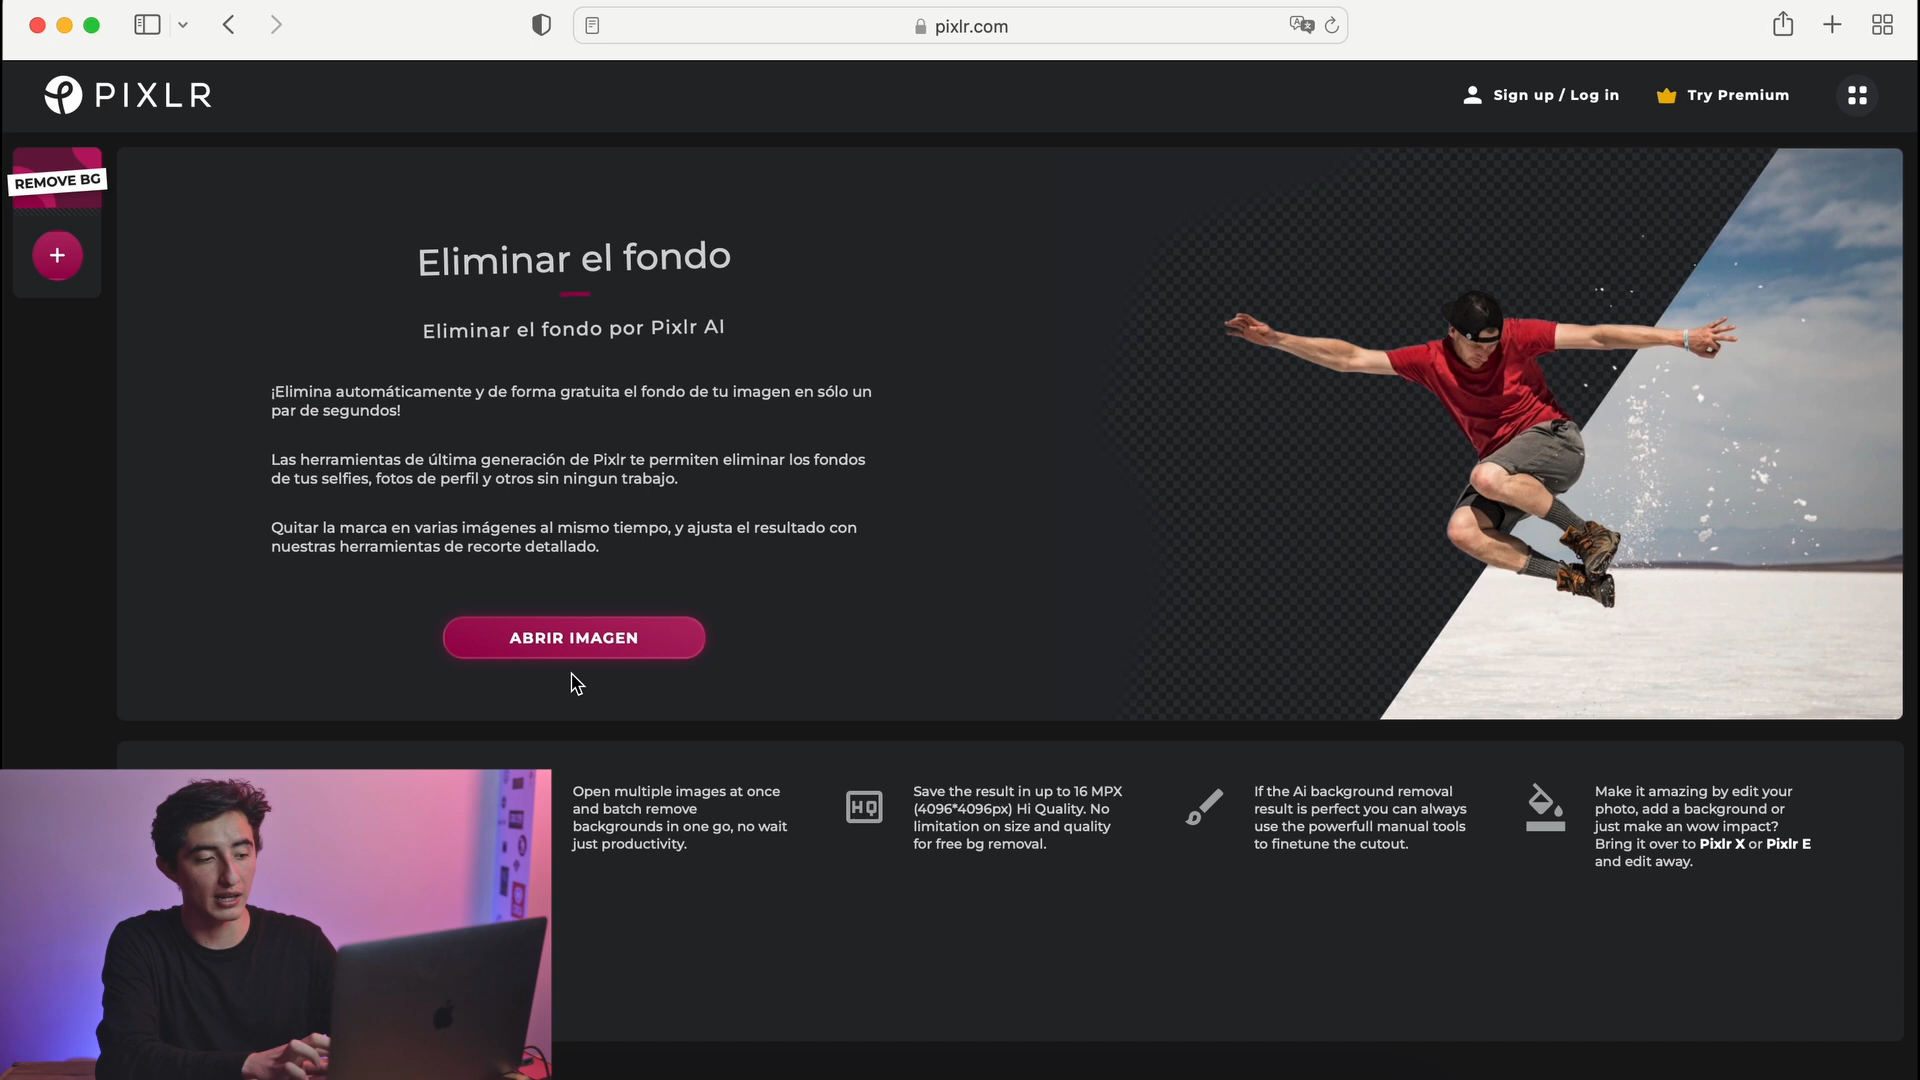 pixlr.com
PIXLR
Sign up / Log in
Try Premium
REMOVE BG
Eliminar el fondo
Eliminar el fondo por Pixlr AI
¡Elimina automáticamente y de forma gratuita el fondo de tu imagen en sólo un
par de segundos!
Las herramientas de última generación de Pixlr te permiten eliminar los fondos
de tus selfies, fotos de perfil y otros sin ningun trabajo.
Quitar la marca en varias imágenes al mismo tiempo, y ajusta el resultado con
nuestras herramientas de recorte detallado.
ABRIR IMAGEN
Open multiple images at once
and batch remove
backgrounds in one go, no wait
just productivity.
HQ
Save the result in up to 16 MPX
(4096*4096px) Hi Quality. No
limitation on size and quality
for free bg removal.
If the Ai background removal
result is perfect you can always
use the powerfull manual tools
to finetune the cutout.
Make it amazing by edit your
photo, add a background or
just make an wow impact?
Bring it over to Pixlr X or Pixlr E
and edit away.